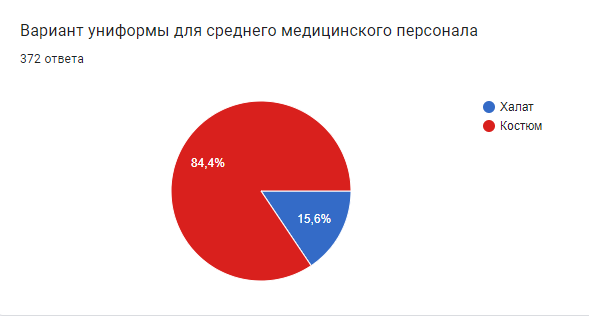 Вариант униформы для среднего медицинского персонала
372 ответа
Халат
Костюм
84,4%
15,6%